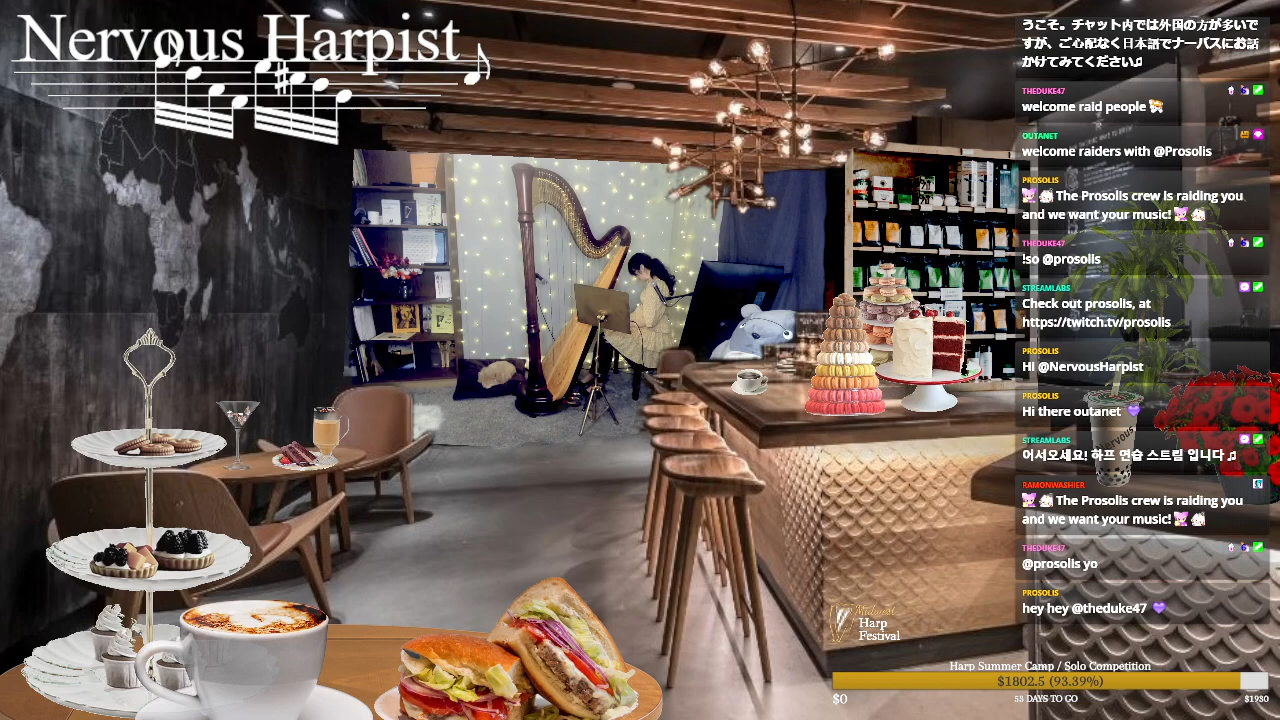 Nervous Harpist
うこそ。チャット内では外国の方が多いで
すが、ご心配なく日本語でナーバスにお話
かけてみてください♫
THEDUKE47
welcome raid people
OUTANET
welcome raiders with @Prosolis
PROSOLIS
The Prosolis crew is raiding you
and we want your music!
THEDUKE47
!so @prosolis
STREAMLABS
Check out prosolis, at
https://twitch.tv/prosolis
PROSOLIS
Hi @NervousHarpist
PROSOLIS
Hi there outanet 💜
STREAMLABS
어서오세요! 하프 연습 스트림 입니다 ♫
RAMONWASHIER
The Prosolis crew is raiding you
and we want your music!
THEDUKE47
@prosolis yo
PROSOLIS
hey hey @theduke47 💜
Nervous
Midwest
Harp
Festival
Harp Summer Camp / Solo Competition
$1802.5 (93.39%)
$0
53 DAYS TO GO
$1930